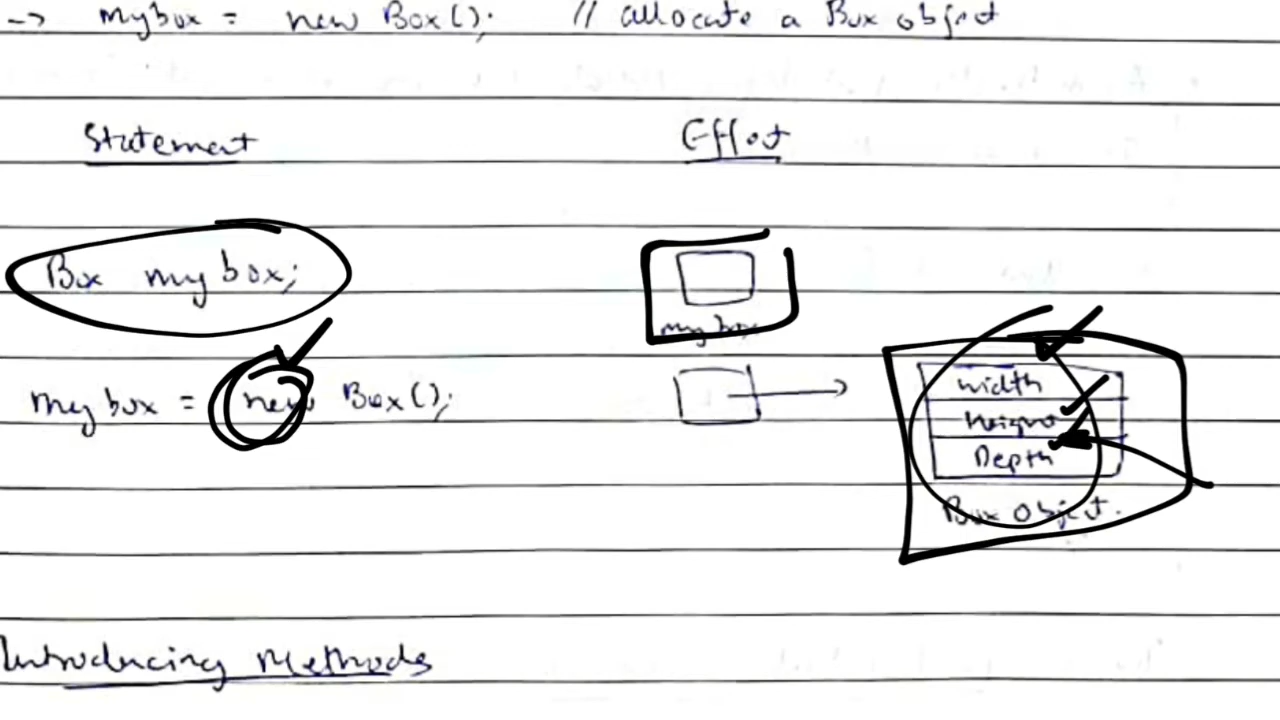 -> mybox = new Box(); // allocate a Box object
Statement Effect
Box mybox;
mybox
mybox = new Box();
width
Height
Depth
Box object.
Introducing Methods